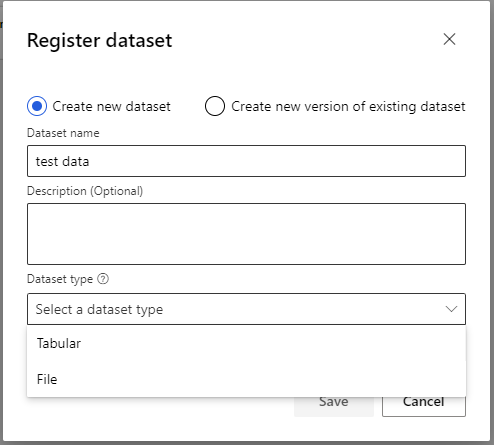 Register dataset
Create new dataset Create new version of existing dataset
Dataset name
test data
Description (Optional)
Dataset type
Select a dataset type
Tabular
File
Save Cancel